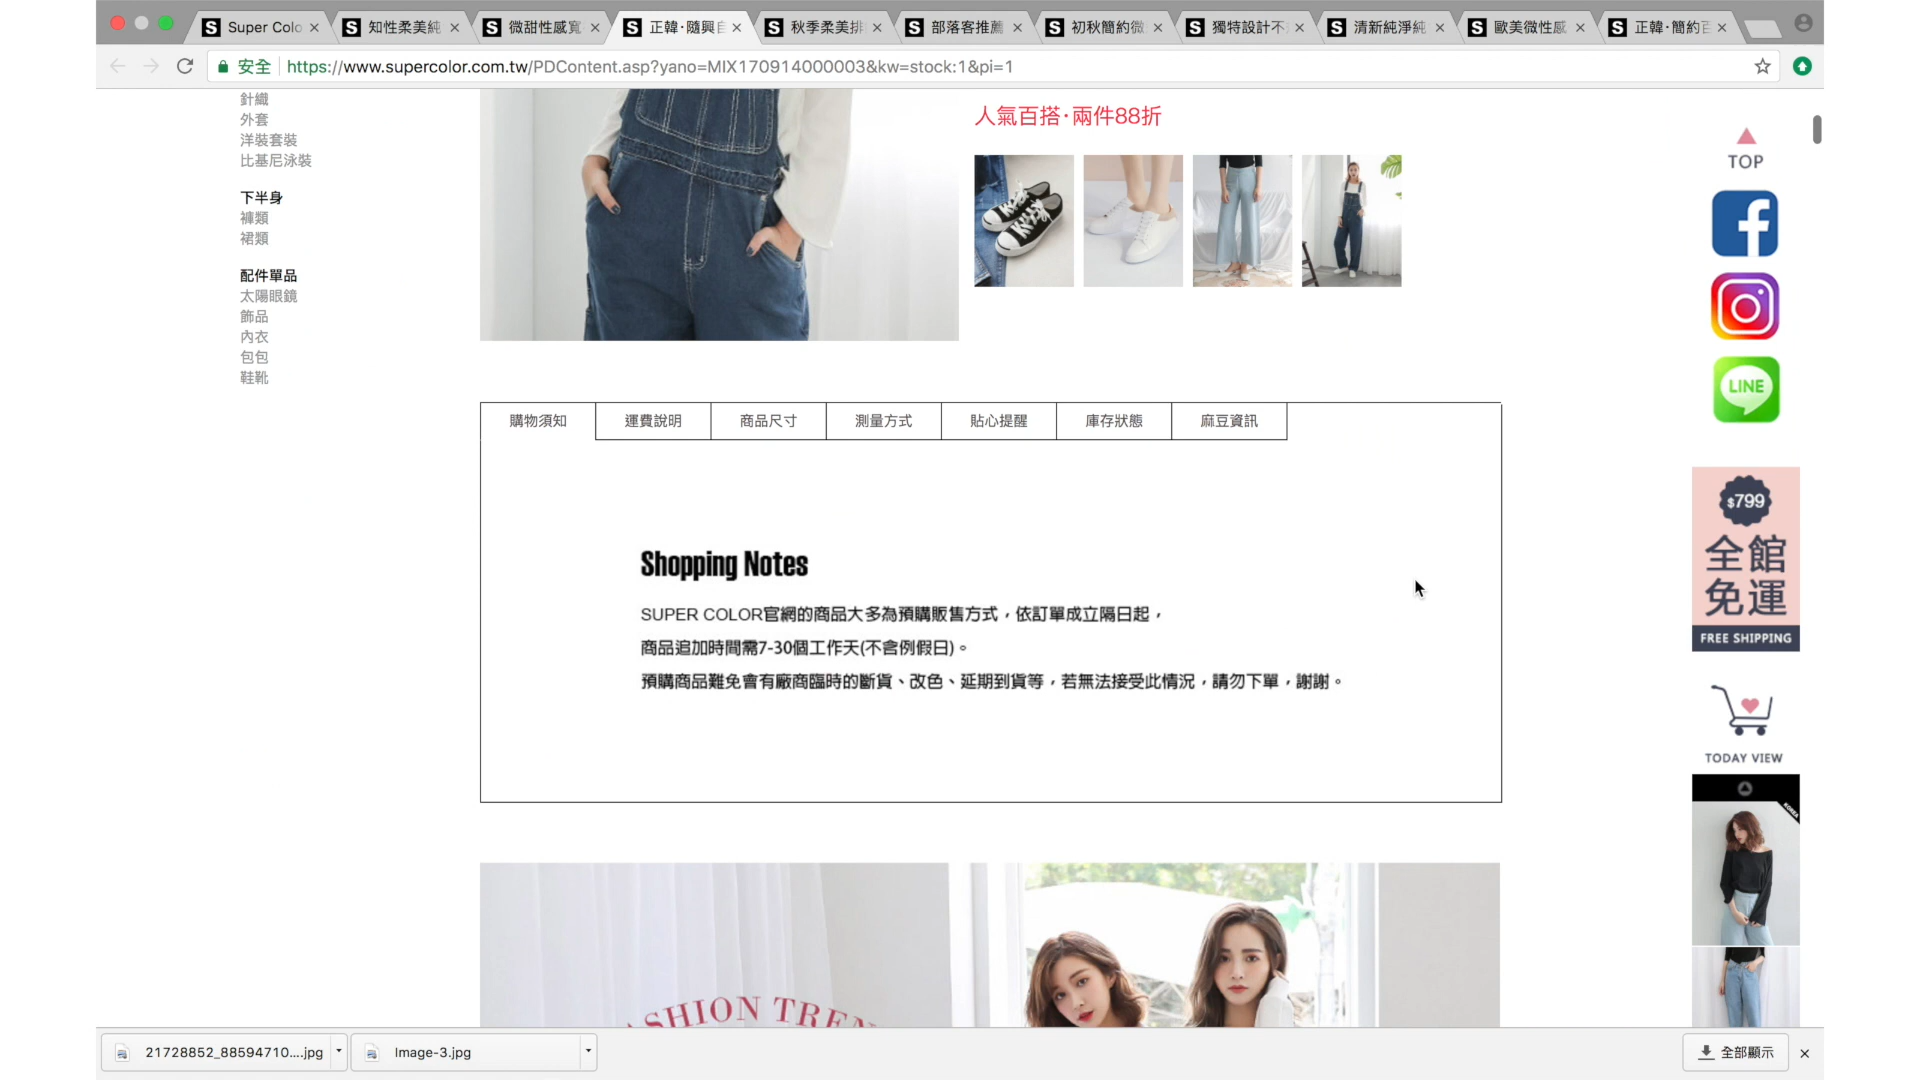 Super Colo
知性柔美純
微甜性感寬
正韓·隨興自
秋季柔美排
部落客推薦
初秋簡約微
獨特設計不
清新純淨純
歐美微性感
正韓·簡約百
安全 https://www.supercolor.com.tw/PDContent.asp?yano=MIX170914000003&kw=stock:1&pi=1
針織
外套
洋裝套裝
比基尼泳裝
下半身
褲類
裙類
配件單品
太陽眼鏡
飾品
內衣
包包
鞋靴
人氣百搭·兩件88折
購物須知 運費說明 商品尺寸 測量方式 貼心提醒 庫存狀態 麻豆資訊
Shopping Notes
SUPER COLOR官網的商品大多為預購販售方式，依訂單成立隔日起，
商品追加時間需7-30個工作天(不含例假日)。
預購商品難免會有廠商臨時的斷貨、改色、延期到貨等，若無法接受此情況，請勿下單，謝謝。
TOP
LINE
$799
全館
免運
FREE SHIPPING
TODAY VIEW
KOREA
ASHION TREN
21728852_88594710....jpg
Image-3.jpg
全部顯示